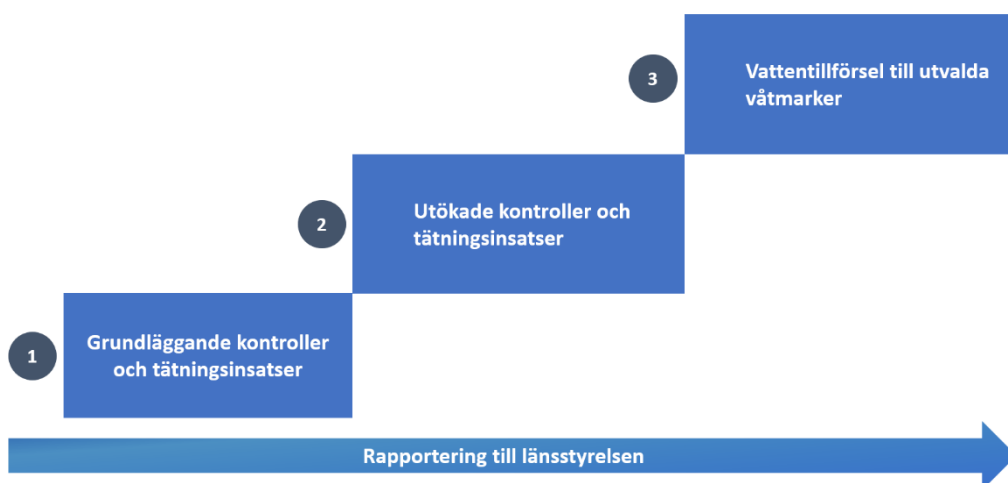 3
Vattentillförsel till utvalda
våtmarker
2
Utökade kontroller och
tätningsinsatser
1
Grundläggande kontroller
och tätningsinsatser
Rapportering till länsstyrelsen